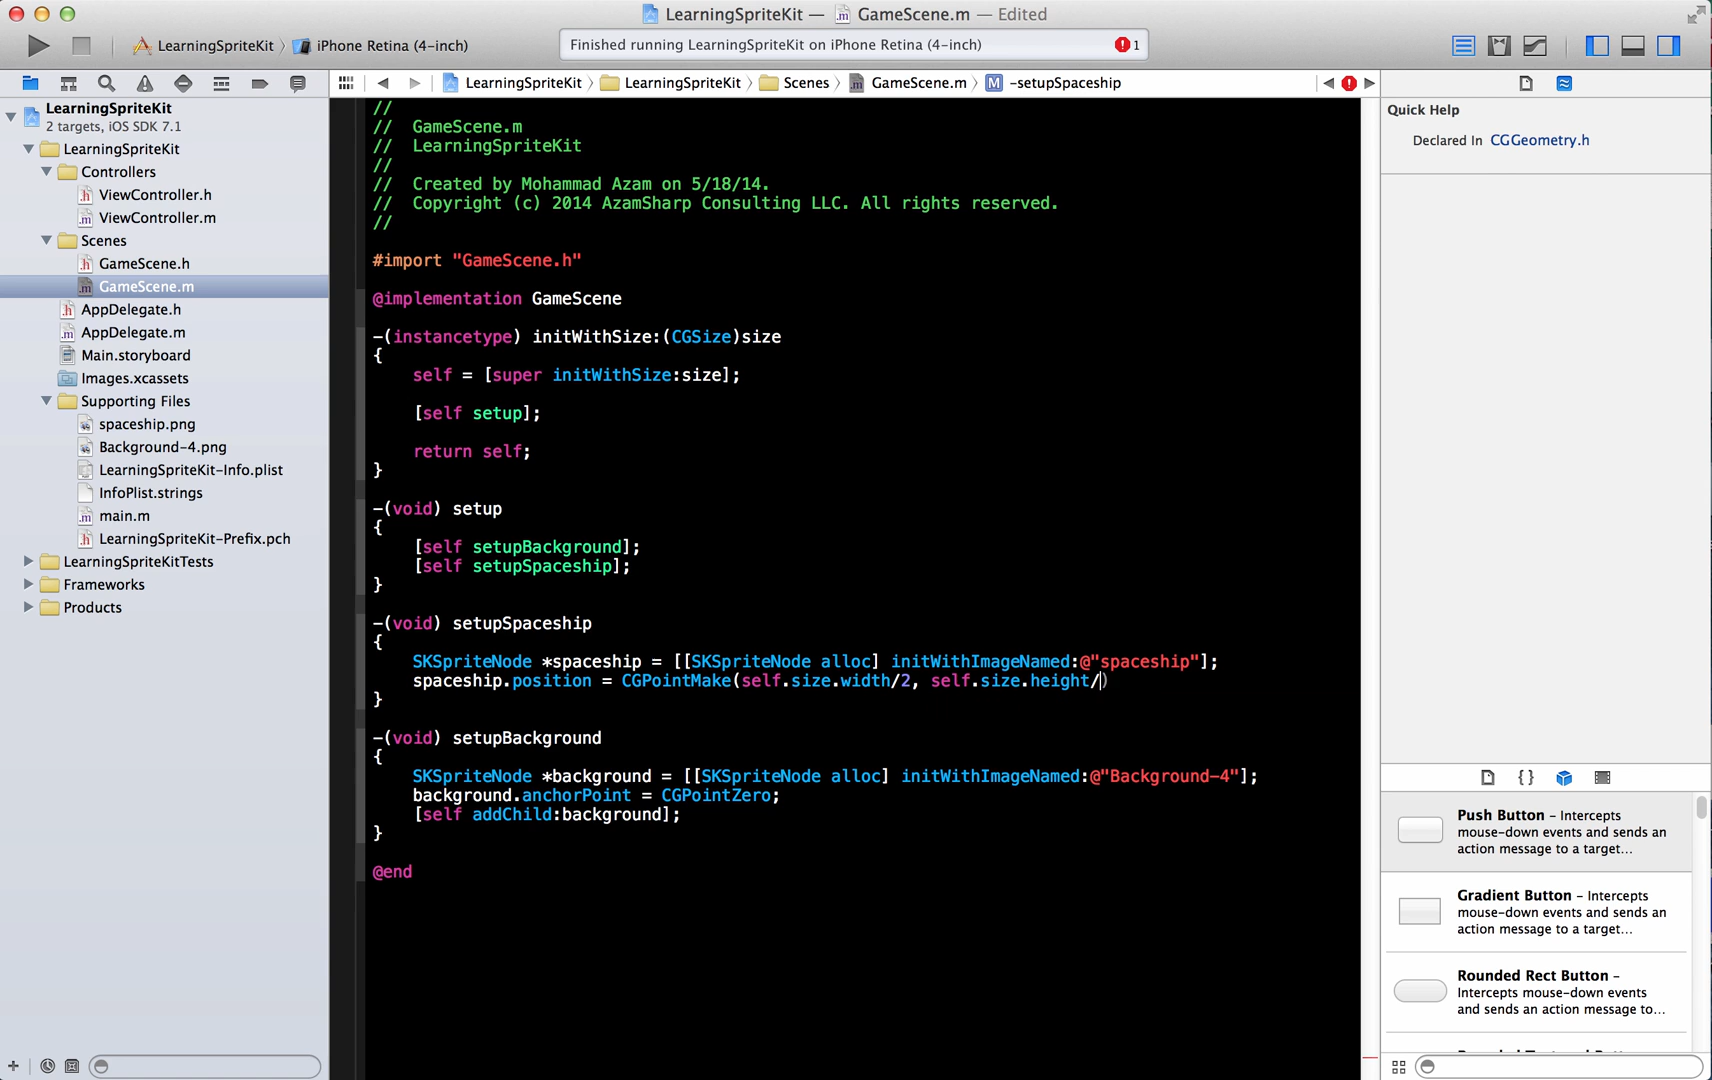 LearningSpriteKit — GameScene.m — Edited
LearningSpriteKit iPhone Retina (4-inch)
Finished running LearningSpriteKit on iPhone Retina (4-inch) 1
LearningSpriteKit LearningSpriteKit Scenes GameScene.m M -setupSpaceship
LearningSpriteKit
2 targets, iOS SDK 7.1
LearningSpriteKit
Controllers
ViewController.h
ViewController.m
Scenes
GameScene.h
GameScene.m
AppDelegate.h
AppDelegate.m
Main.storyboard
Images.xcassets
Supporting Files
spaceship.png
Background-4.png
LearningSpriteKit-Info.plist
InfoPlist.strings
main.m
LearningSpriteKit-Prefix.pch
LearningSpriteKitTests
Frameworks
Products
//
// GameScene.m
// LearningSpriteKit
//
// Created by Mohammad Azam on 5/18/14.
// Copyright (c) 2014 AzamSharp Consulting LLC. All rights reserved.
//
#import "GameScene.h"
@implementation GameScene
-(instancetype) initWithSize:(CGSize)size
{
self = [super initWithSize:size];
[self setup];
return self;
}
-(void) setup
{
[self setupBackground];
[self setupSpaceship];
}
-(void) setupSpaceship
{
SKSpriteNode *spaceship = [[SKSpriteNode alloc] initWithImageNamed:@"spaceship"];
spaceship.position = CGPointMake(self.size.width/2, self.size.height/)
}
-(void) setupBackground
{
SKSpriteNode *background = [[SKSpriteNode alloc] initWithImageNamed:@"Background-4"];
background.anchorPoint = CGPointZero;
[self addChild:background];
}
@end
Quick Help
Declared In CGGeometry.h
{ }
Push Button – Intercepts
mouse-down events and sends an
action message to a target...
Gradient Button – Intercepts
mouse-down events and sends an
action message to a target...
Rounded Rect Button –
Intercepts mouse-down events
and sends an action message to...